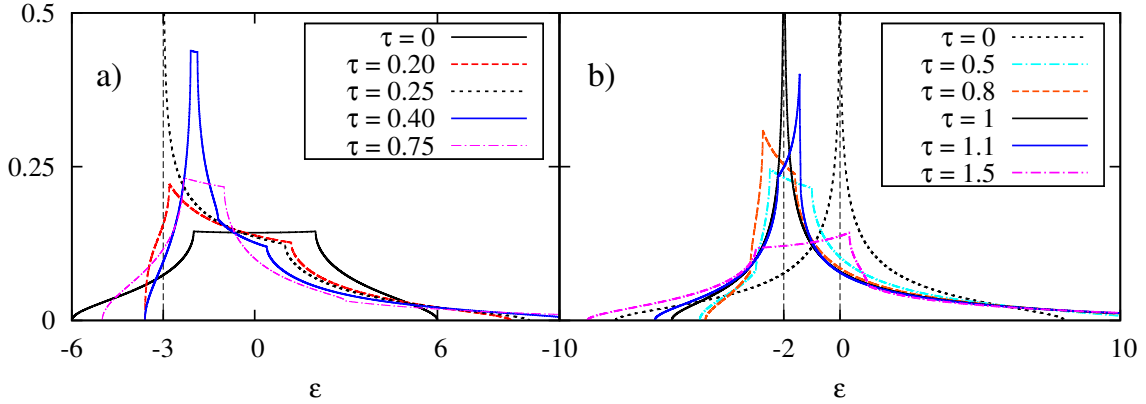 0.5
0.25
0
a)
τ = 0
τ = 0.20
τ = 0.25
τ = 0.40
τ = 0.75
b)
τ = 0
τ = 0.5
τ = 0.8
τ = 1
τ = 1.1
τ = 1.5
-6 -3 0 6 -10 -2 0 10
ε ε